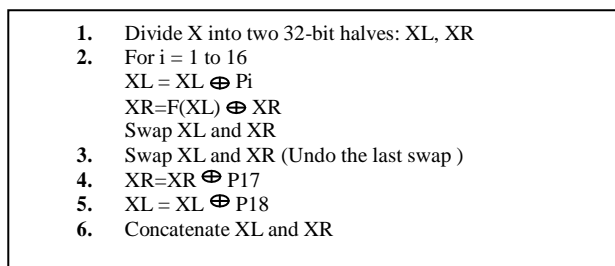 1. Divide X into two 32-bit halves: XL, XR
2. For i = 1 to 16
XL = XL ⊕ Pi
XR=F(XL) ⊕ XR
Swap XL and XR
3. Swap XL and XR (Undo the last swap )
4. XR=XR ⊕ P17
5. XL = XL ⊕ P18
6. Concatenate XL and XR